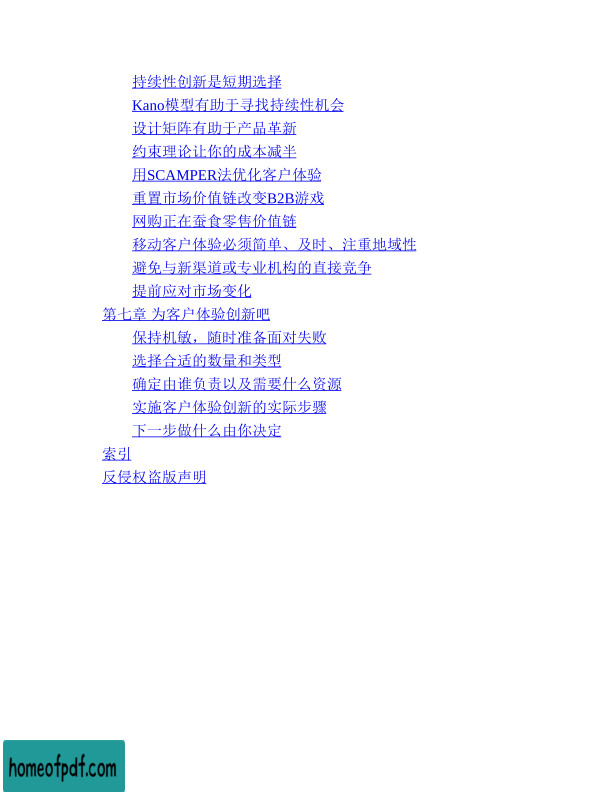 持续性创新是短期选择
Kano模型有助于寻找持续性机会
设计矩阵有助于产品革新
约束理论让你的成本减半
用SCAMPER法优化客户体验
重置市场价值链改变B2B游戏
网购正在蚕食零售价值链
移动客户体验必须简单、及时、注重地域性
避免与新渠道或专业机构的直接竞争
提前应对市场变化
第七章 为客户体验创新吧
保持机敏，随时准备面对失败
选择合适的数量和类型
确定由谁负责以及需要什么资源
实施客户体验创新的实际步骤
下一步做什么由你决定
索引
反侵权盗版声明
homeofpdf.com